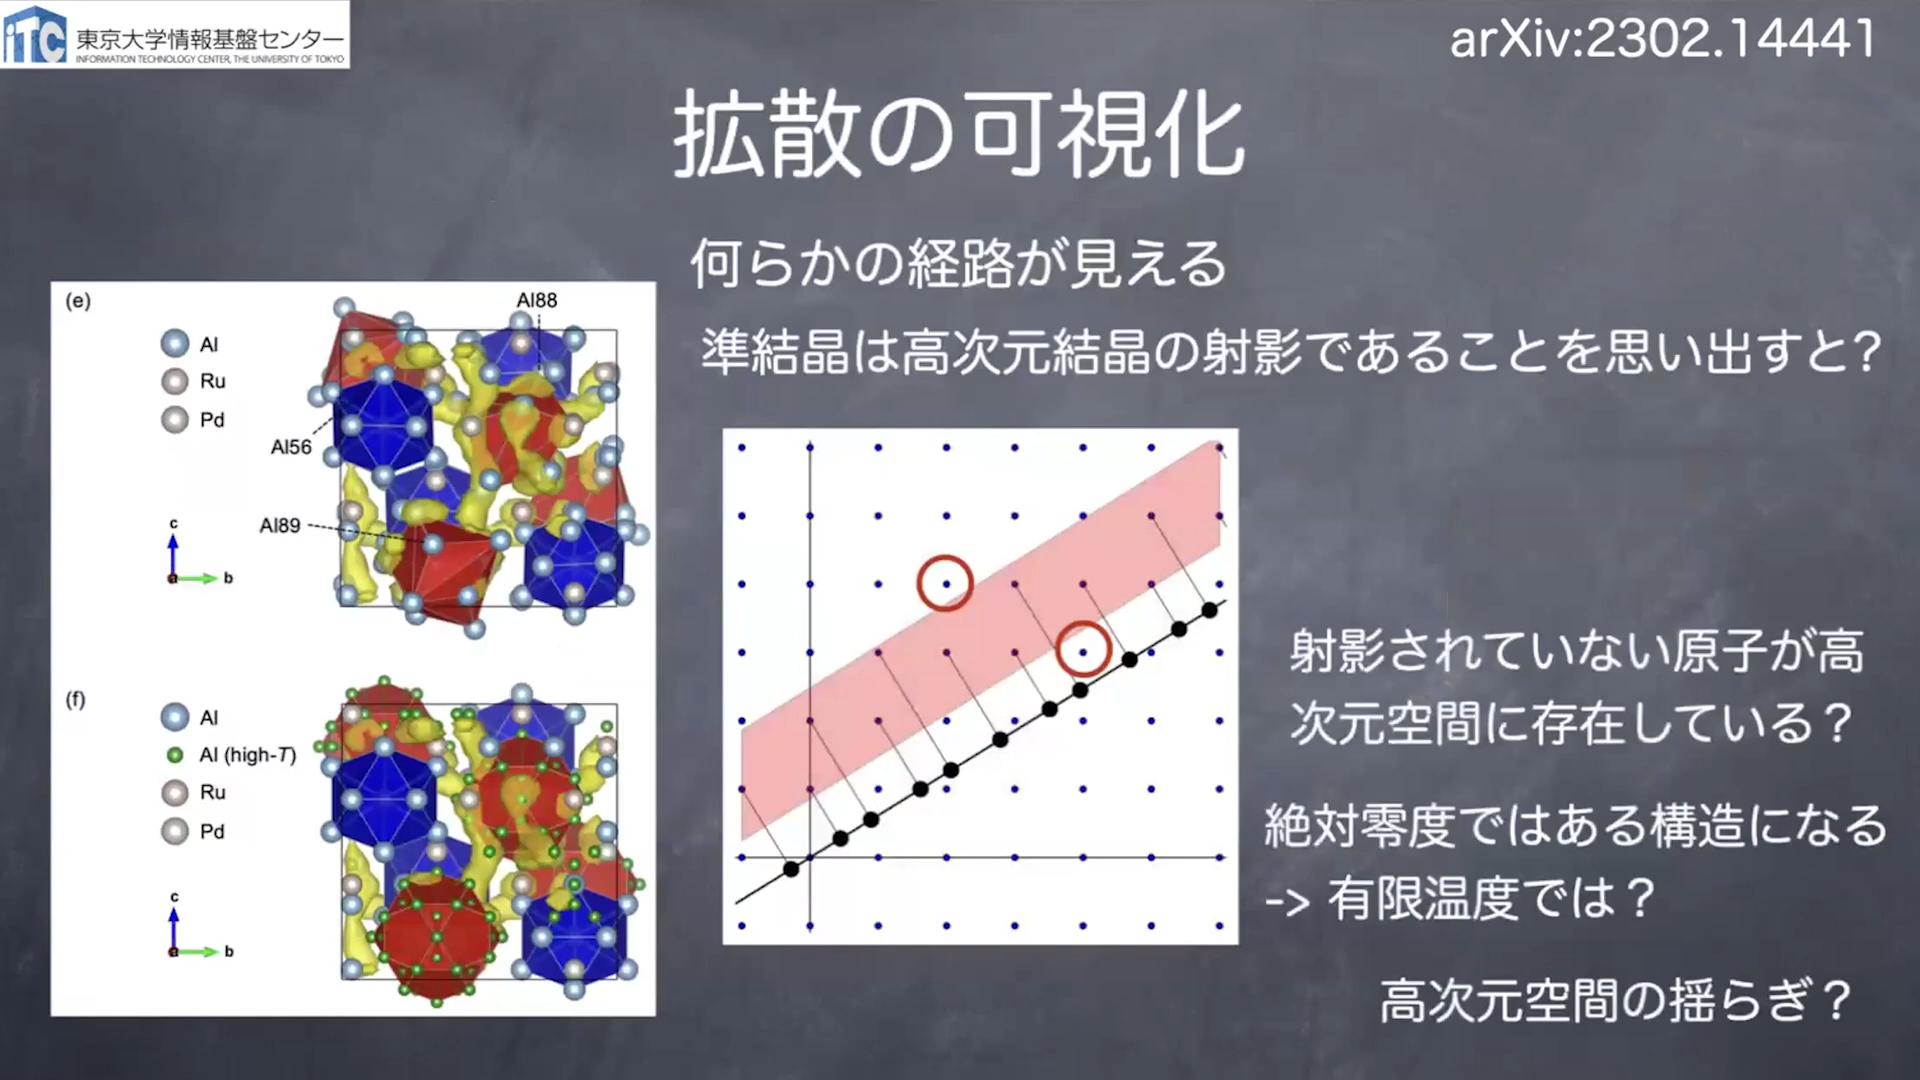 iTC
東京大学情報基盤センター
INFORMATION TECHNOLOGY CENTER, THE UNIVERSITY OF TOKYO
arXiv:2302.14441
拡散の可視化
何らかの経路が見える
準結晶は高次元結晶の射影であることを思い出すと?
(e)
Al88
Al
Ru
Pd
Al56
Al89
c
a
b
(f)
Al
Al (high-T)
Ru
Pd
c
a
b
射影されていない原子が高
次元空間に存在している？
絶対零度ではある構造になる
-> 有限温度では？
高次元空間の揺らぎ？